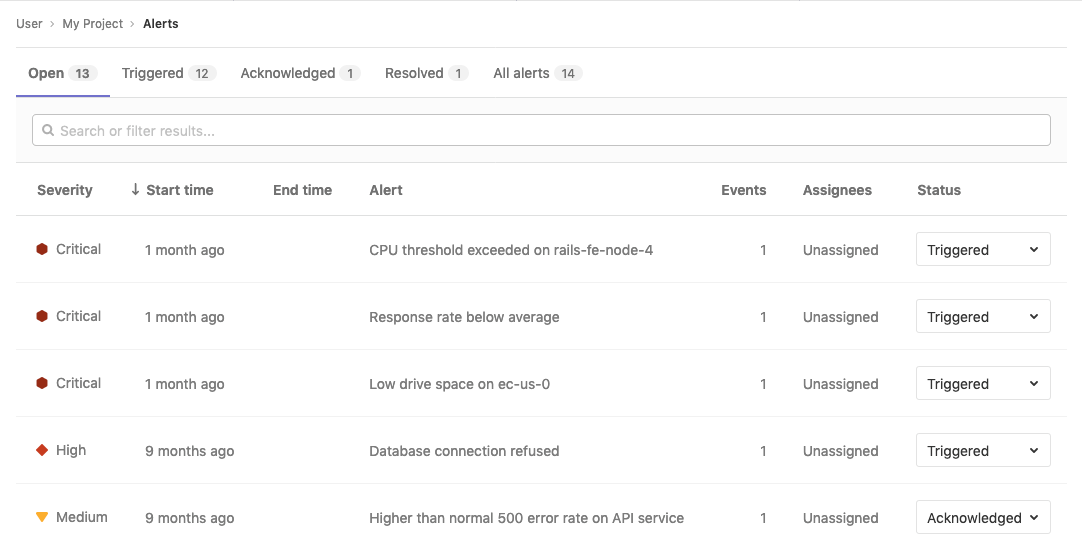 User › My Project › Alerts
Open 13 Triggered 12 Acknowledged 1 Resolved 1 All alerts 14
Search or filter results...
Severity ↓ Start time End time Alert Events Assignees Status
Critical 1 month ago CPU threshold exceeded on rails-fe-node-4 1 Unassigned Triggered
Critical 1 month ago Response rate below average 1 Unassigned Triggered
Critical 1 month ago Low drive space on ec-us-0 1 Unassigned Triggered
High 9 months ago Database connection refused 1 Unassigned Triggered
Medium 9 months ago Higher than normal 500 error rate on API service 1 Unassigned Acknowledged